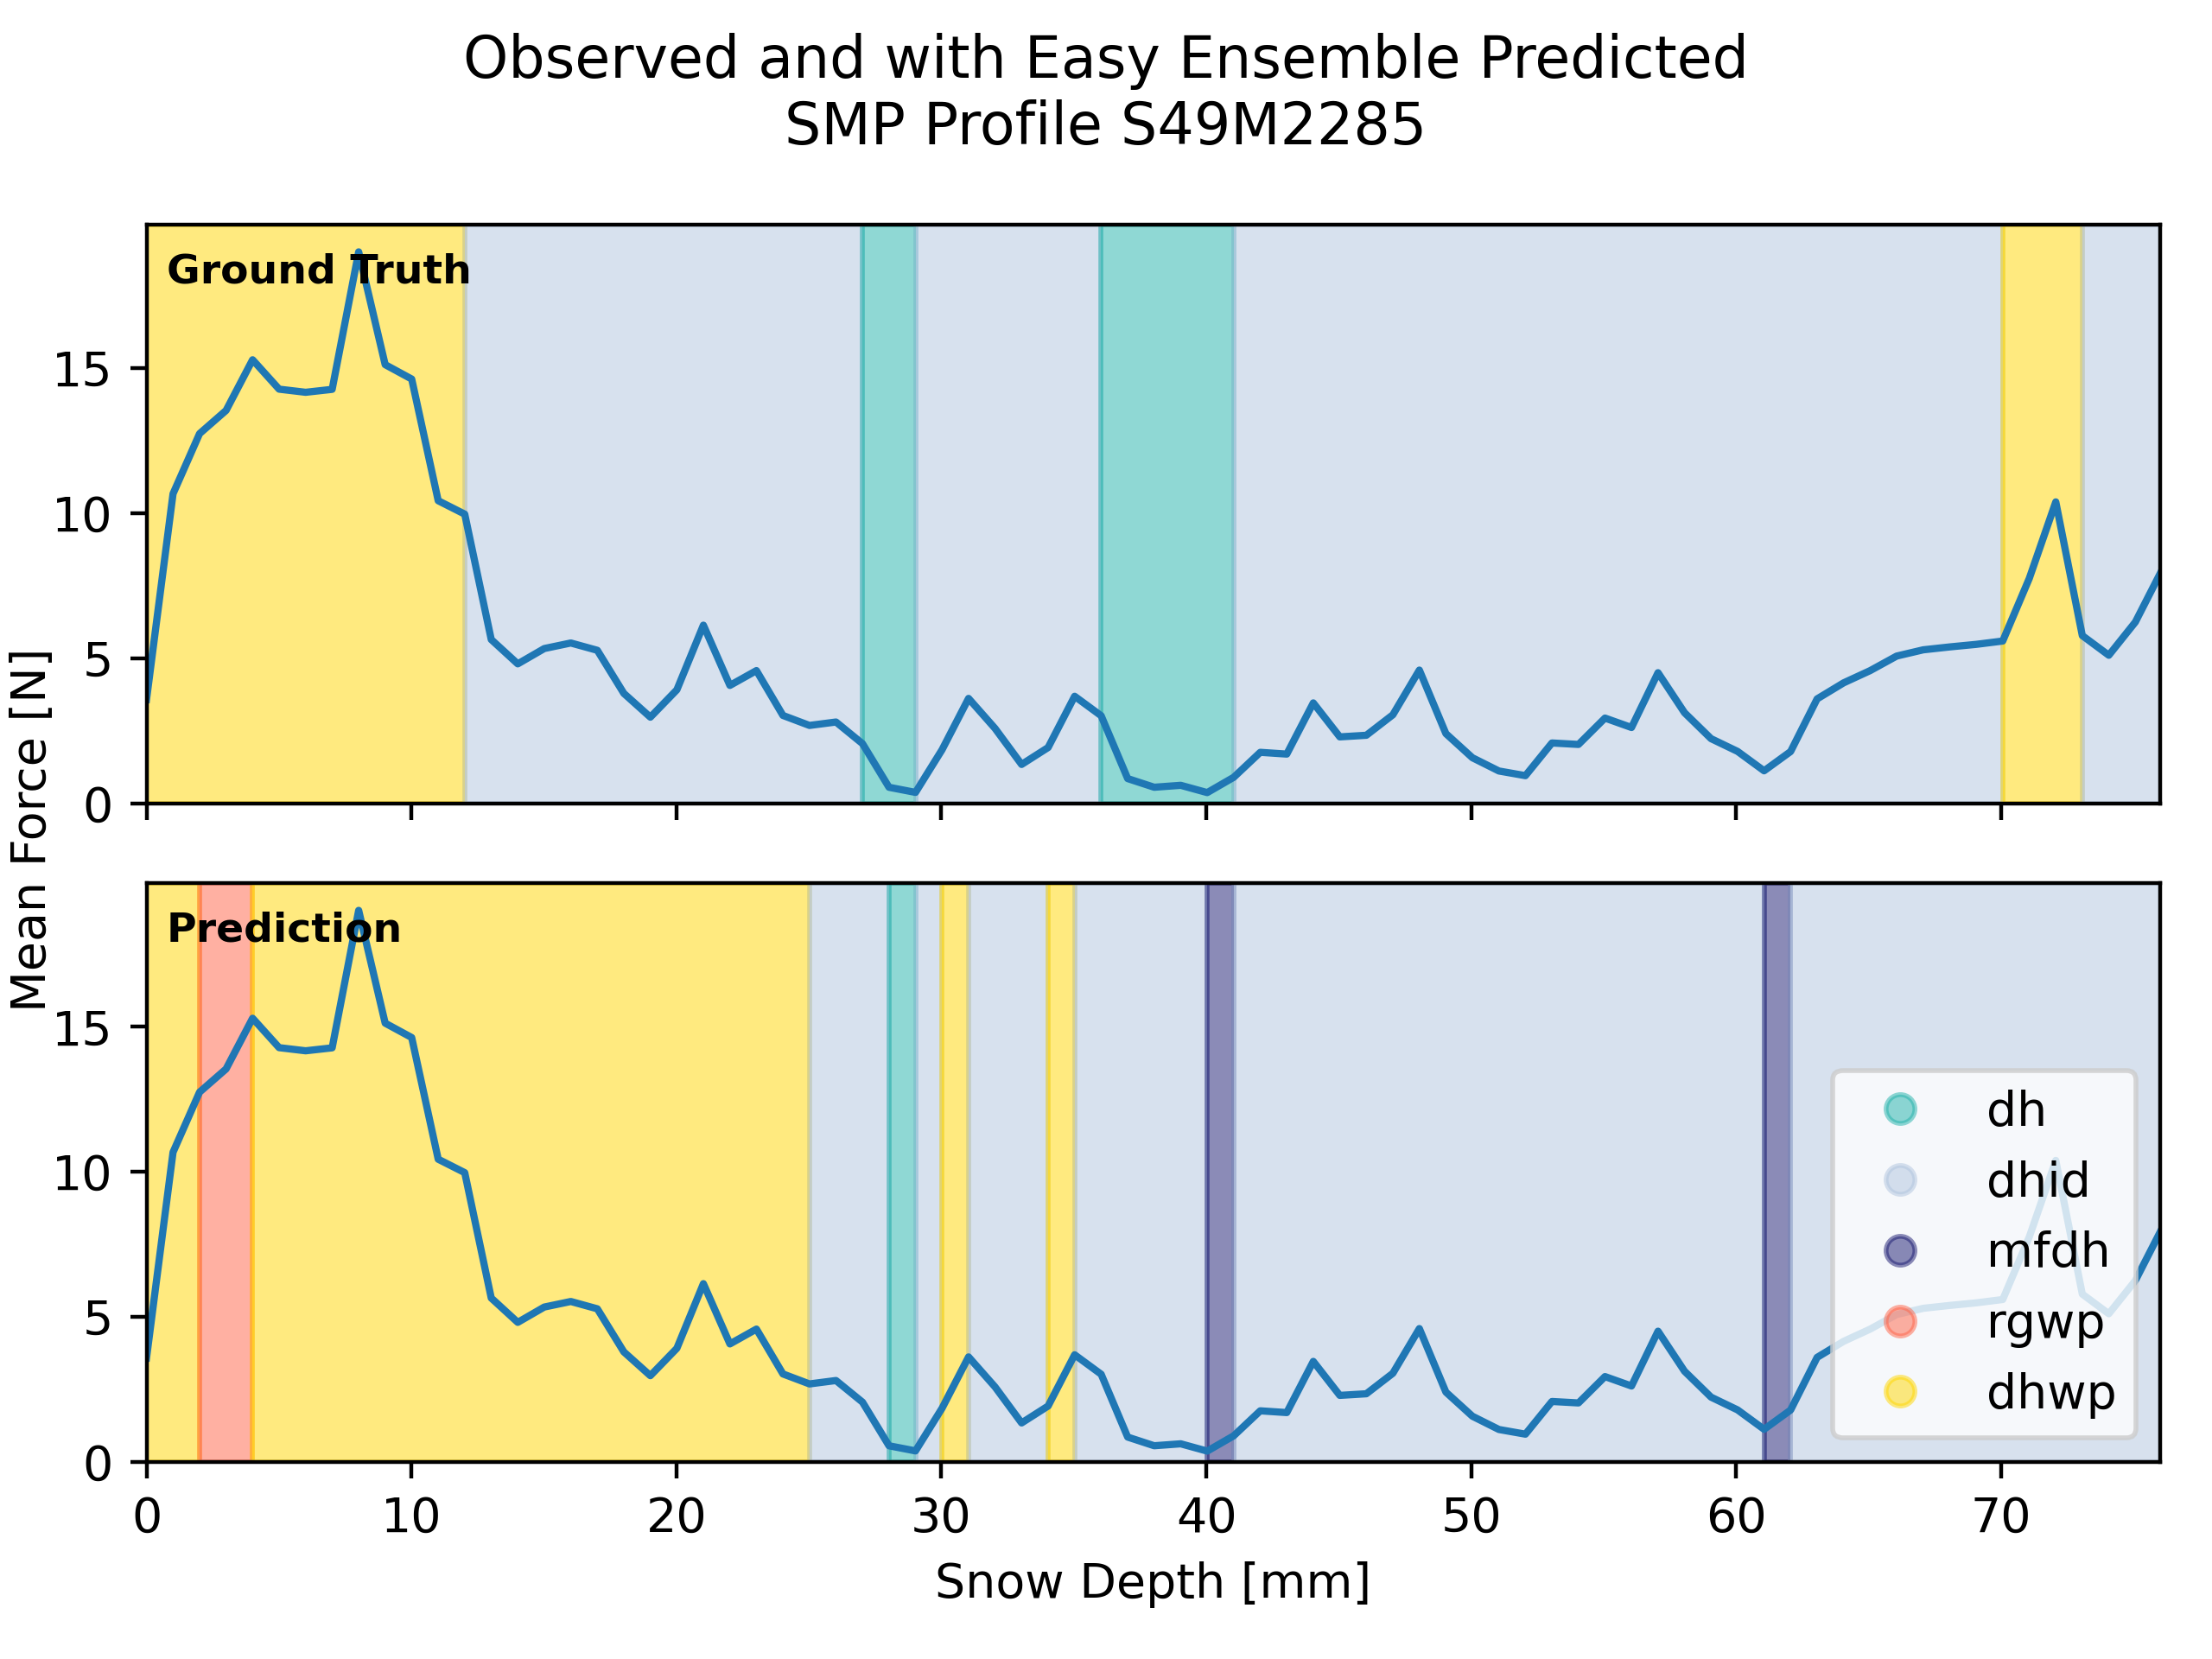 Observed and with Easy Ensemble Predicted
SMP Profile S49M2285
Mean Force [N]
Ground Truth
15
10
5
0
Prediction
15
10
5
0
dh
dhid
mfdh
rgwp
dhwp
0 10 20 30 40 50 60 70
Snow Depth [mm]